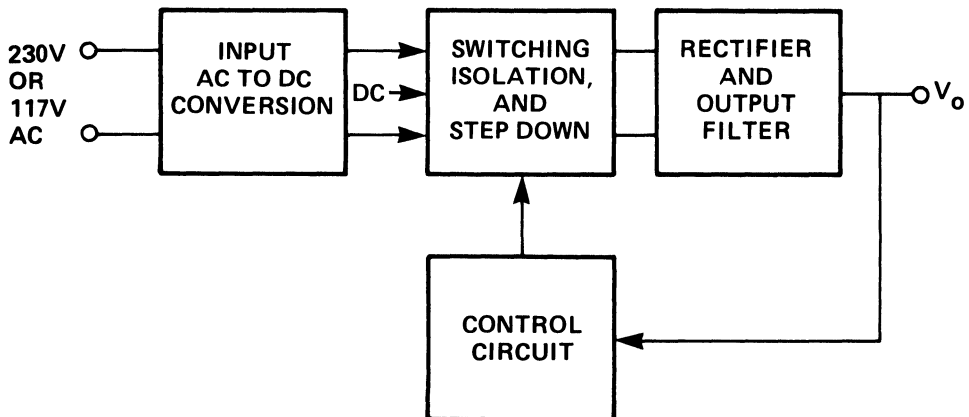 230V
OR
117V
AC
INPUT
AC TO DC
CONVERSION
DC
SWITCHING
ISOLATION,
AND
STEP DOWN
RECTIFIER
AND
OUTPUT
FILTER
Vo
CONTROL
CIRCUIT